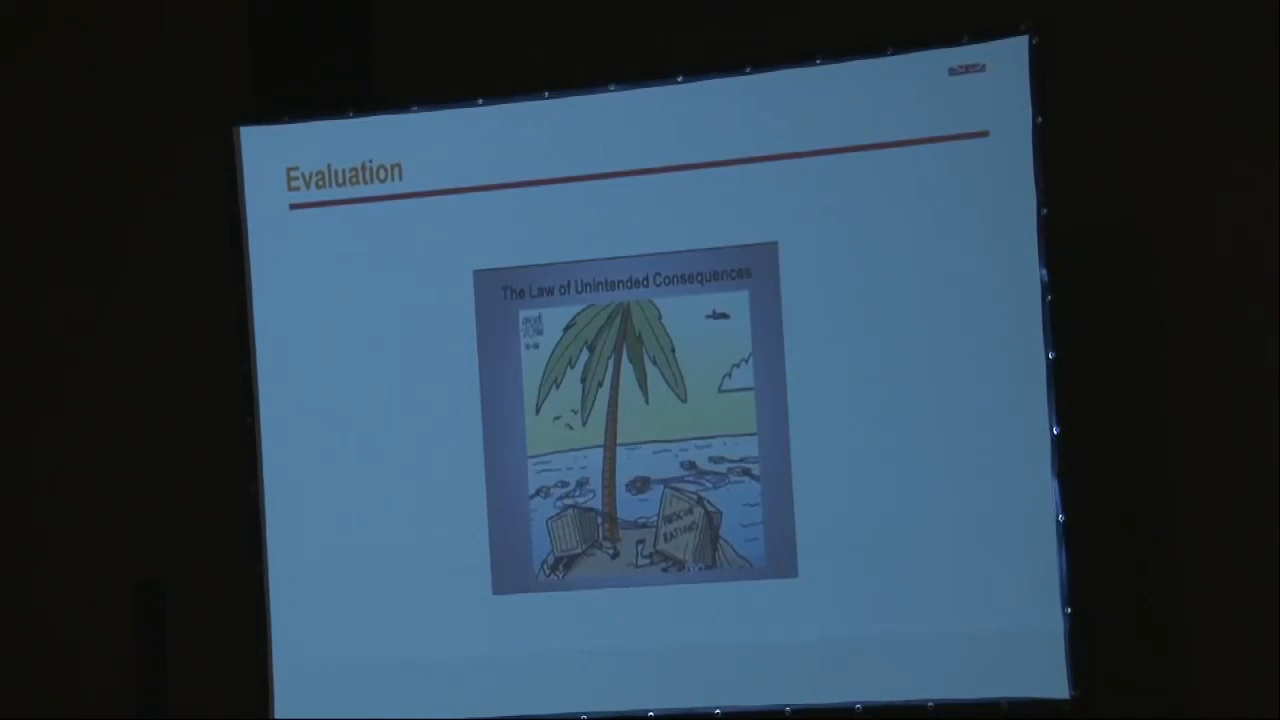 Evaluation
The Law of Unintended Consequences
RESCUE
RATIONS